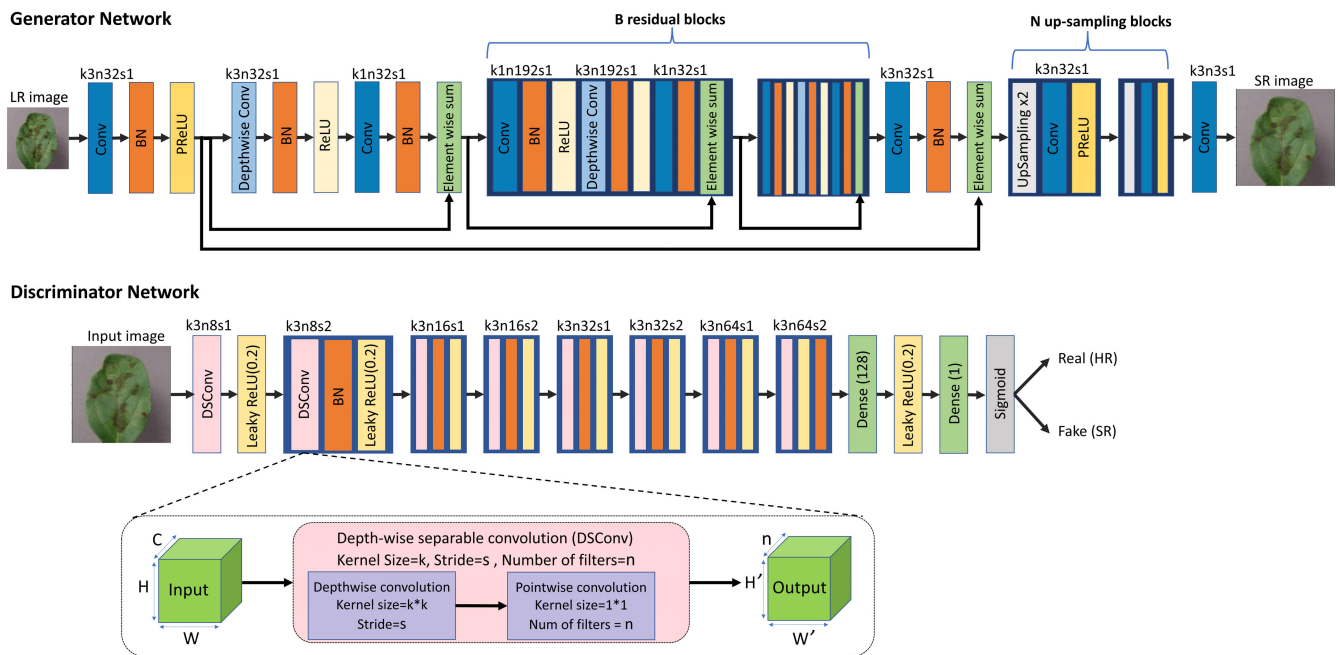 Generator Network
B residual blocks
N up-sampling blocks
LR image
k3n32s1
k3n32s1
k1n32s1
k1n192s1
k3n192s1
k1n32s1
k3n32s1
k3n32s1
k3n3s1
SR image
Conv
BN
PReLU
Depthwise Conv
BN
ReLU
Conv
BN
Element wise sum
Conv
BN
ReLU
Depthwise Conv
Element wise sum
Conv
BN
Element wise sum
UpSampling x2
Conv
PReLU
Conv
Discriminator Network
Input image
k3n8s1
k3n8s2
k3n16s1
k3n16s2
k3n32s1
k3n32s2
k3n64s1
k3n64s2
DSConv
Leaky ReLU(0.2)
DSConv
BN
Leaky ReLU(0.2)
Dense (128)
Leaky ReLU(0.2)
Dense (1)
Sigmoid
Real (HR)
Fake (SR)
C
H
Input
W
Depth-wise separable convolution (DSConv)
Kernel Size=k, Stride=s , Number of filters=n
Depthwise convolution
Kernel size=k*k
Stride=s
Pointwise convolution
Kernel size=1*1
Num of filters = n
n
H′
Output
W′